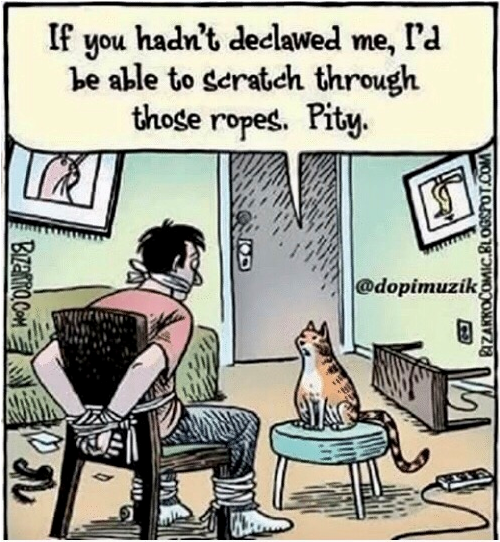 If you hadn't declawed me, I'd
be able to scratch through
those ropes. Pity.
@dopimuzik
BIZARRO.COM
BIZARROCOMIC.BLOGSPOT.COM